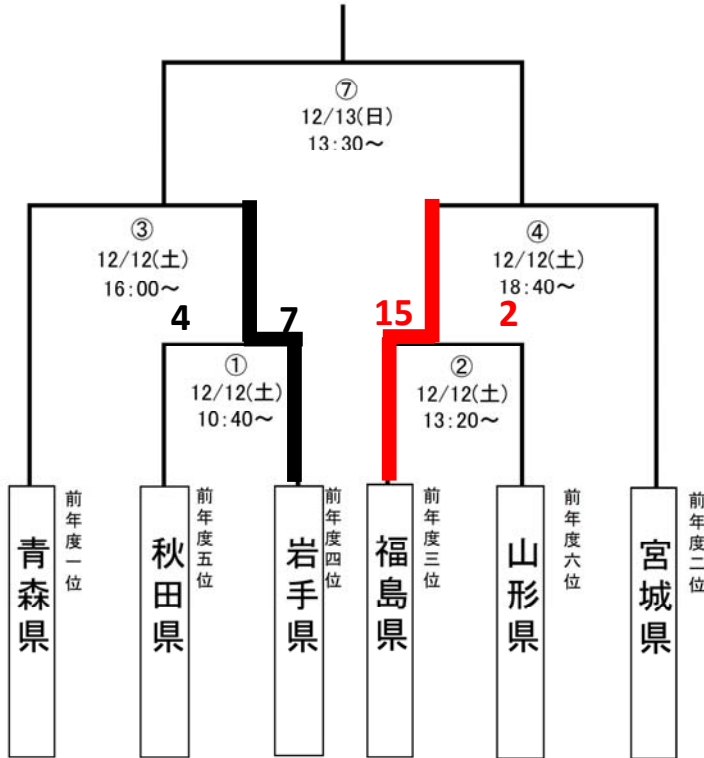 ⑦
12/13(日)
13:30～
③
12/12(土)
16:00～
④
12/12(土)
18:40～
4
7
15
2
①
12/12(土)
10:40～
②
12/12(土)
13:20～
青森県
前年度一位
秋田県
前年度五位
岩手県
前年度四位
福島県
前年度三位
山形県
前年度六位
宮城県
前年度二位